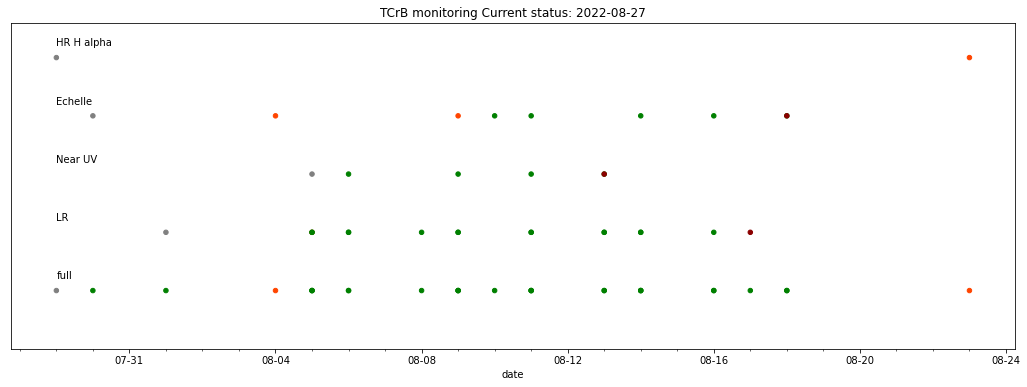 TCrB monitoring Current status: 2022-08-27
HR H alpha
Echelle
Near UV
LR
full
07-31 08-04 08-08 08-12 08-16 08-20 08-24
date